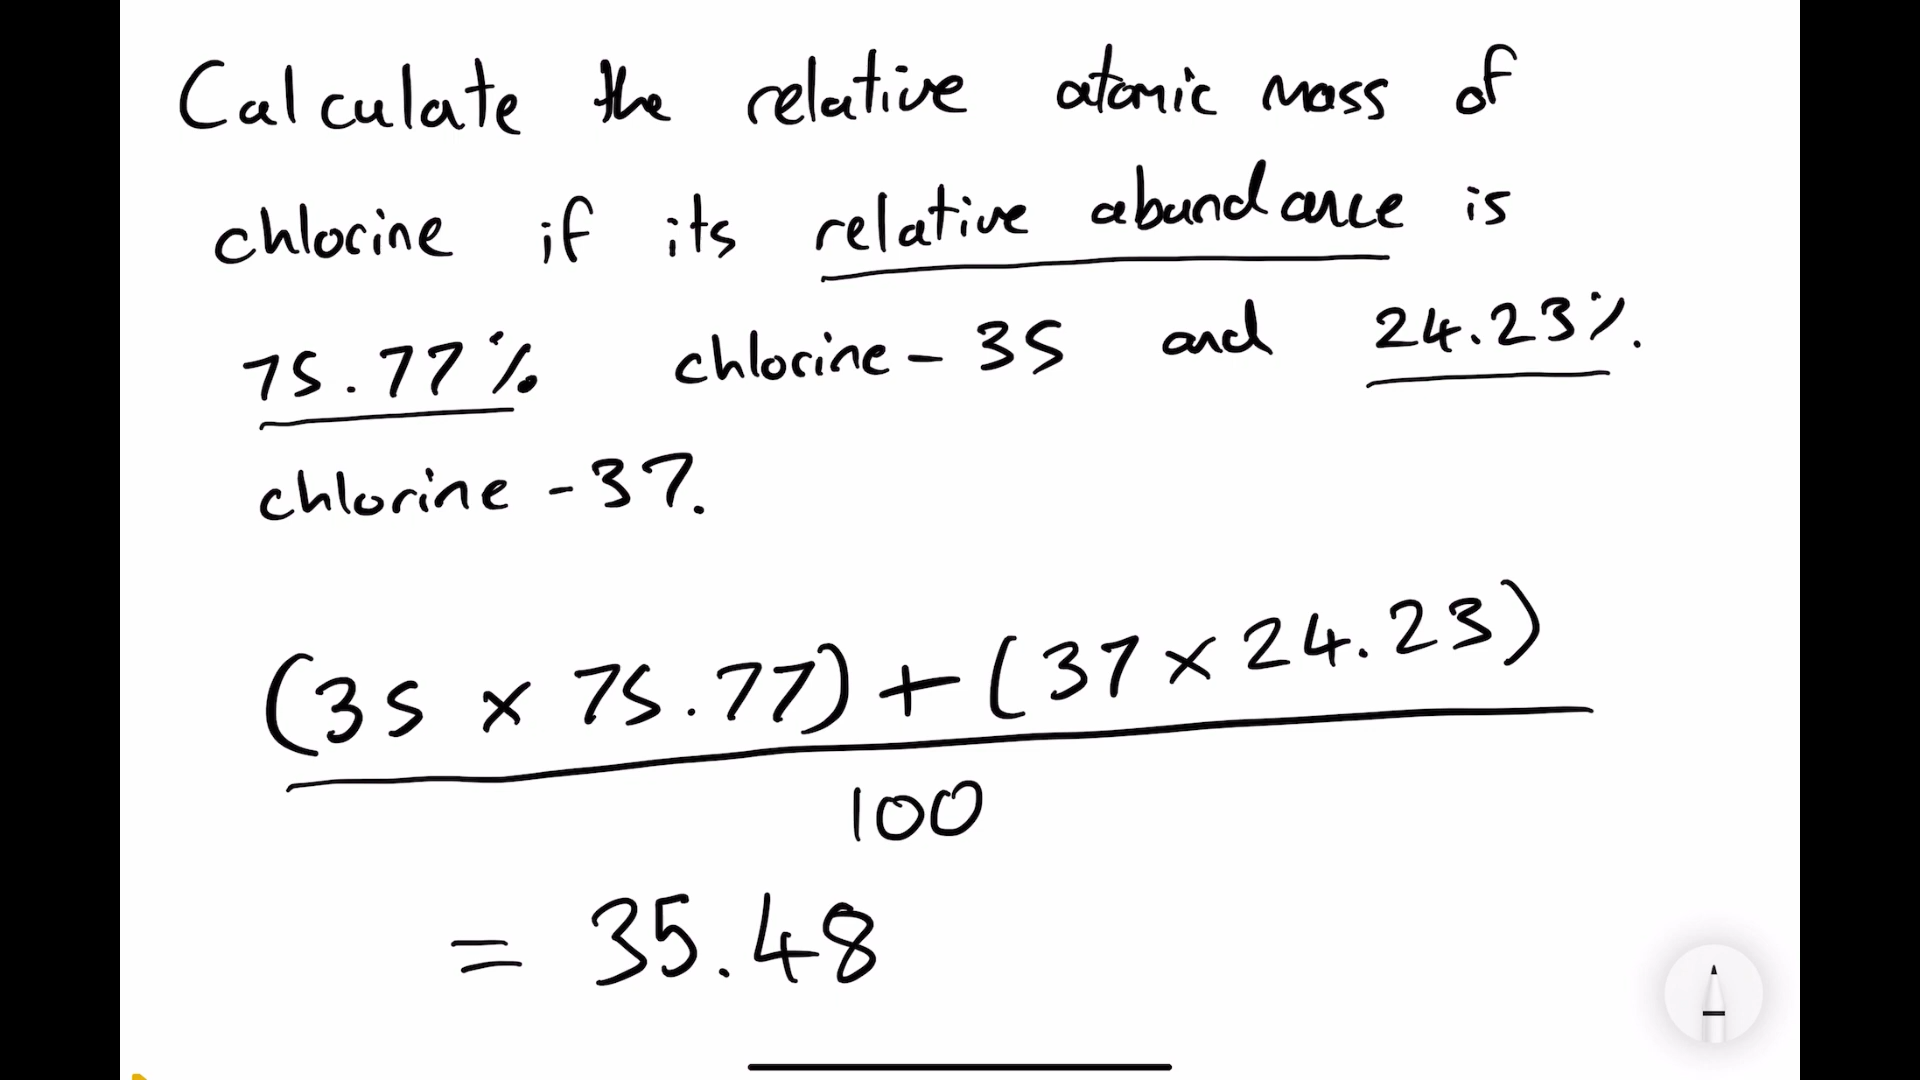 Calculate the relative atomic mass of
chlorine if its relative abundance is
75.77% chlorine - 35 and 24.23%.
chlorine - 37.
(35 x 75.77) + (37 x 24.23)
100
= 35.48